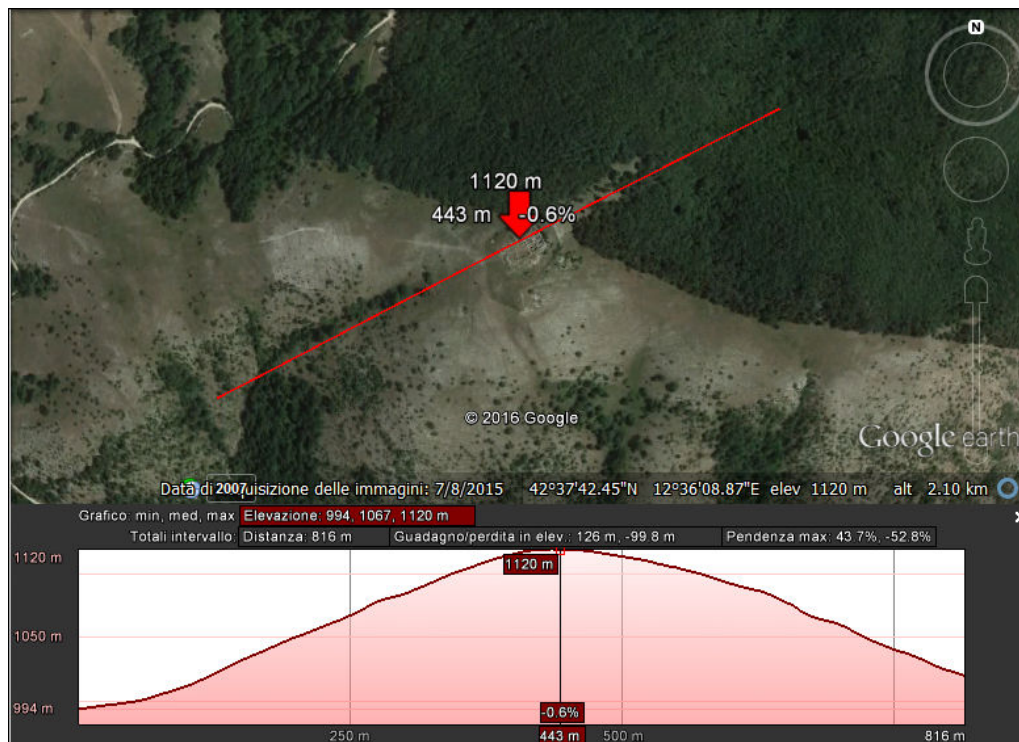 N
1120 m
443 m -0.6%
© 2016 Google
Google earth
Data di 2007 uisizione delle immagini: 7/8/2015 42°37'42.45"N 12°36'08.87"E elev 1120 m alt 2.10 km
Grafico: min, med, max Elevazione: 994, 1067, 1120 m
Totali intervallo: Distanza: 816 m Guadagno/perdita in elev.: 126 m, -99.8 m Pendenza max: 43.7%, -52.8%
1120 m
1120 m
1050 m
994 m
-0.6%
250 m 443 m 500 m 816 m